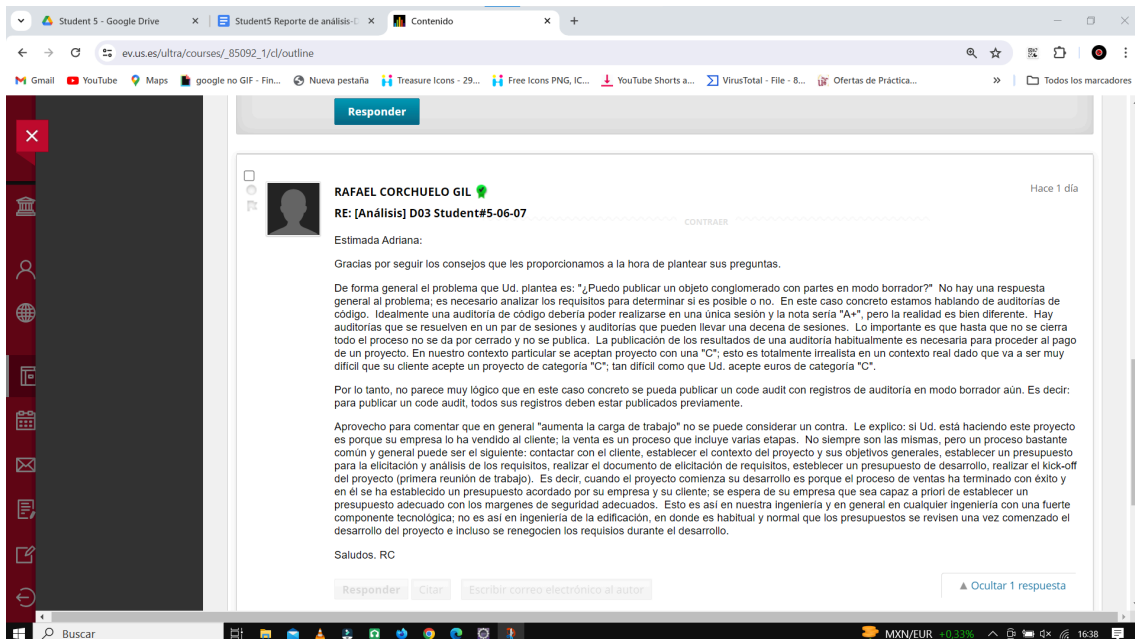 Student 5 - Google Drive
Student5 Reporte de análisis-D
Contenido
ev.us.es/ultra/courses/_85092_1/cl/outline
Gmail
YouTube
Maps
google no GIF - Fin...
Nueva pestaña
Treasure Icons - 29...
Free Icons PNG, IC...
YouTube Shorts a...
VirusTotal - File - 8...
Ofertas de Práctica...
»
Todos los marcadores
Responder
RAFAEL CORCHUELO GIL
Hace 1 día
RE: [Análisis] D03 Student#5-06-07
CONTRAER
Estimada Adriana:
Gracias por seguir los consejos que les proporcionamos a la hora de plantear sus preguntas.
De forma general el problema que Ud. plantea es: "¿Puedo publicar un objeto conglomerado con partes en modo borrador?" No hay una respuesta
general al problema; es necesario analizar los requisitos para determinar si es posible o no. En este caso concreto estamos hablando de auditorías de
código. Idealmente una auditoría de código debería poder realizarse en una única sesión y la nota sería "A+", pero la realidad es bien diferente. Hay
auditorías que se resuelven en un par de sesiones y auditorías que pueden llevar una decena de sesiones. Lo importante es que hasta que no se cierra
todo el proceso no se da por cerrado y no se publica. La publicación de los resultados de una auditoría habitualmente es necesaria para proceder al pago
de un proyecto. En nuestro contexto particular se aceptan proyecto con una "C"; esto es totalmente irrealista en un contexto real dado que va a ser muy
difícil que su cliente acepte un proyecto de categoría "C"; tan difícil como que Ud. acepte euros de categoría "C".
Por lo tanto, no parece muy lógico que en este caso concreto se pueda publicar un code audit con registros de auditoría en modo borrador aún. Es decir:
para publicar un code audit, todos sus registros deben estar publicados previamente.
Aprovecho para comentar que en general "aumenta la carga de trabajo" no se puede considerar un contra. Le explico: si Ud. está haciendo este proyecto
es porque su empresa lo ha vendido al cliente; la venta es un proceso que incluye varias etapas. No siempre son las mismas, pero un proceso bastante
común y general puede ser el siguiente: contactar con el cliente, establecer el contexto del proyecto y sus objetivos generales, establecer un presupuesto
para la elicitación y análisis de los requisitos, realizar el documento de elicitación de requisitos, esteblecer un presupuesto de desarrollo, realizar el kick-off
del proyecto (primera reunión de trabajo). Es decir, cuando el proyecto comienza su desarrollo es porque el proceso de ventas ha terminado con éxito y
en él se ha establecido un presupuesto acordado por su empresa y su cliente; se espera de su empresa que sea capaz a priori de establecer un
presupuesto adecuado con los margenes de seguridad adecuados. Esto es así en nuestra ingeniería y en general en cualquier ingeniería con una fuerte
componente tecnológica; no es así en ingeniería de la edificación, en donde es habitual y normal que los presupuestos se revisen una vez comenzado el
desarrollo del proyecto e incluso se renegocien los requisios durante el desarrollo.
Saludos. RC
Responder
Citar
Escribir correo electrónico al autor
Ocultar 1 respuesta
Buscar
MXN/EUR +0,33%
16:38